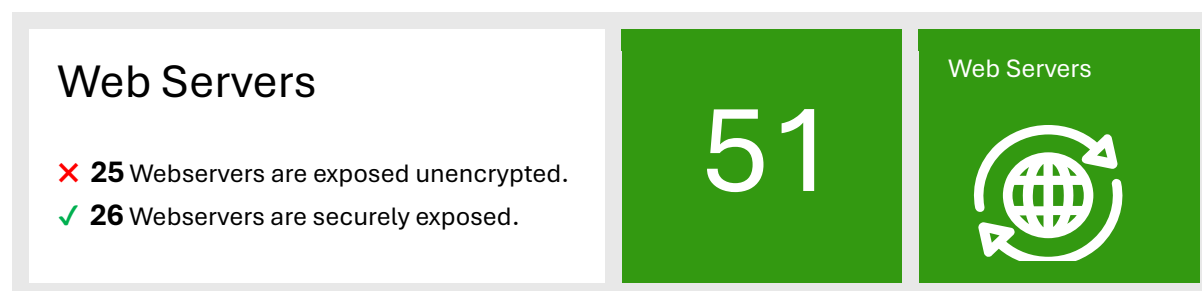 Web Servers
❌ 25 Webservers are exposed unencrypted.
✓ 26 Webservers are securely exposed.
51
Web Servers